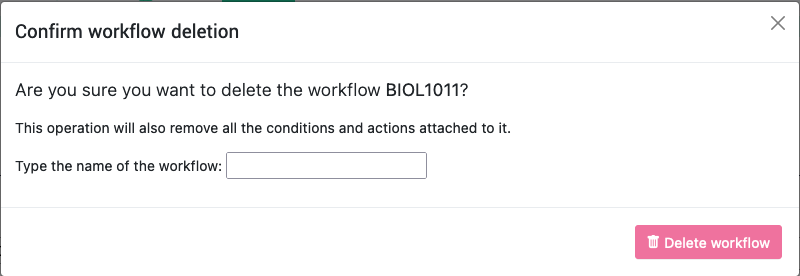 Confirm workflow deletion
Are you sure you want to delete the workflow BIOL1011?
This operation will also remove all the conditions and actions attached to it.
Type the name of the workflow:
Delete workflow